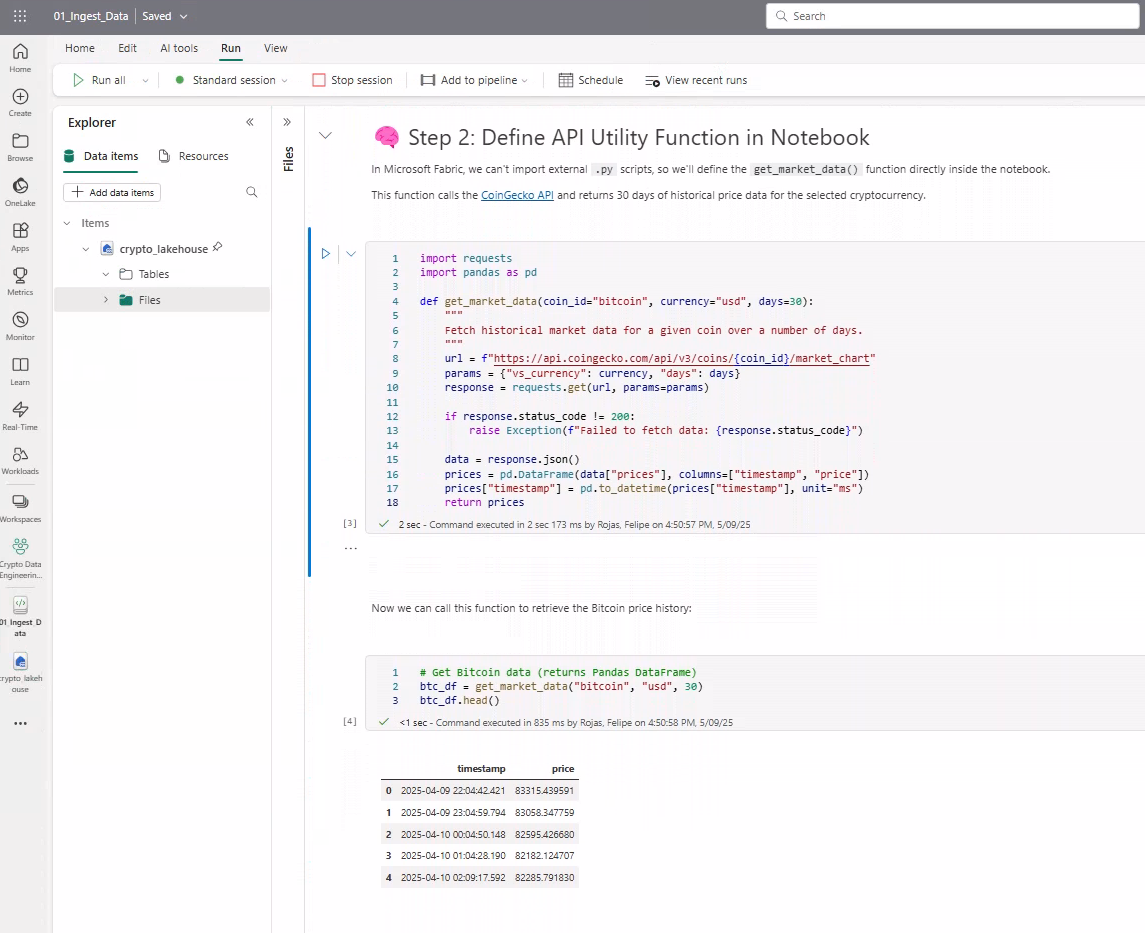 01_Ingest_Data | Saved
Search
Home
Create
Browse
OneLake
Apps
Metrics
Monitor
Learn
Real-Time
Workloads
Workspaces
Crypto Data
Engineerin...
01_Ingest_D
ata
crypto_lakeh
ouse
Home Edit AI tools Run View
Run all Standard session Stop session Add to pipeline Schedule View recent runs
Explorer
Data items Resources
Add data items
Items
crypto_lakehouse
Tables
Files
Files
Step 2: Define API Utility Function in Notebook
In Microsoft Fabric, we can't import external .py scripts, so we'll define the get_market_data() function directly inside the notebook.
This function calls the CoinGecko API and returns 30 days of historical price data for the selected cryptocurrency.
1 import requests
2 import pandas as pd
3
4 def get_market_data(coin_id="bitcoin", currency="usd", days=30):
5 """
6 Fetch historical market data for a given coin over a number of days.
7 """
8 url = f"https://api.coingecko.com/api/v3/coins/{coin_id}/market_chart"
9 params = {"vs_currency": currency, "days": days}
10 response = requests.get(url, params=params)
11
12 if response.status_code != 200:
13 raise Exception(f"Failed to fetch data: {response.status_code}")
14
15 data = response.json()
16 prices = pd.DataFrame(data["prices"], columns=["timestamp", "price"])
17 prices["timestamp"] = pd.to_datetime(prices["timestamp"], unit="ms")
18 return prices
[3] 2 sec - Command executed in 2 sec 173 ms by Rojas, Felipe on 4:50:57 PM, 5/09/25
...
Now we can call this function to retrieve the Bitcoin price history:
1 # Get Bitcoin data (returns Pandas DataFrame)
2 btc_df = get_market_data("bitcoin", "usd", 30)
3 btc_df.head()
[4] <1 sec - Command executed in 835 ms by Rojas, Felipe on 4:50:58 PM, 5/09/25
timestamp price
0 2025-04-09 22:04:42.421 83315.439591
1 2025-04-09 23:04:59.794 83058.347759
2 2025-04-10 00:04:50.148 82595.426680
3 2025-04-10 01:04:28.190 82182.124707
4 2025-04-10 02:09:17.592 82285.791830